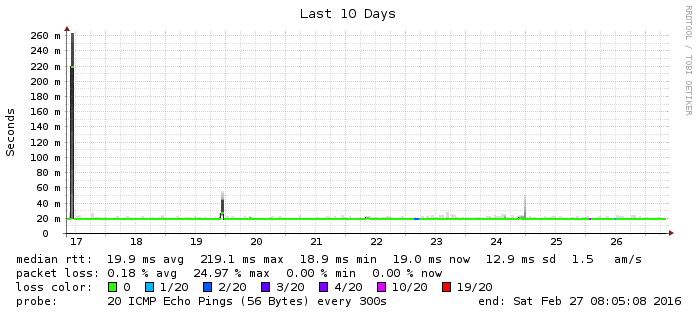 Last 10 Days
RRDTOOL / TOBI OETIKER
Seconds
260 m
220 m
200 m
180 m
160 m
140 m
120 m
100 m
80 m
60 m
40 m
20 m
0
17 18 19 20 21 22 23 24 25 26
median rtt: 19.9 ms avg 219.1 ms max 18.9 ms min 19.0 ms now 12.9 ms sd 1.5 am/s
packet loss: 0.18 % avg 24.97 % max 0.00 % min 0.00 % now
loss color: 0 1/20 2/20 3/20 4/20 10/20 19/20
probe: 20 ICMP Echo Pings (56 Bytes) every 300s end: Sat Feb 27 08:05:08 2016